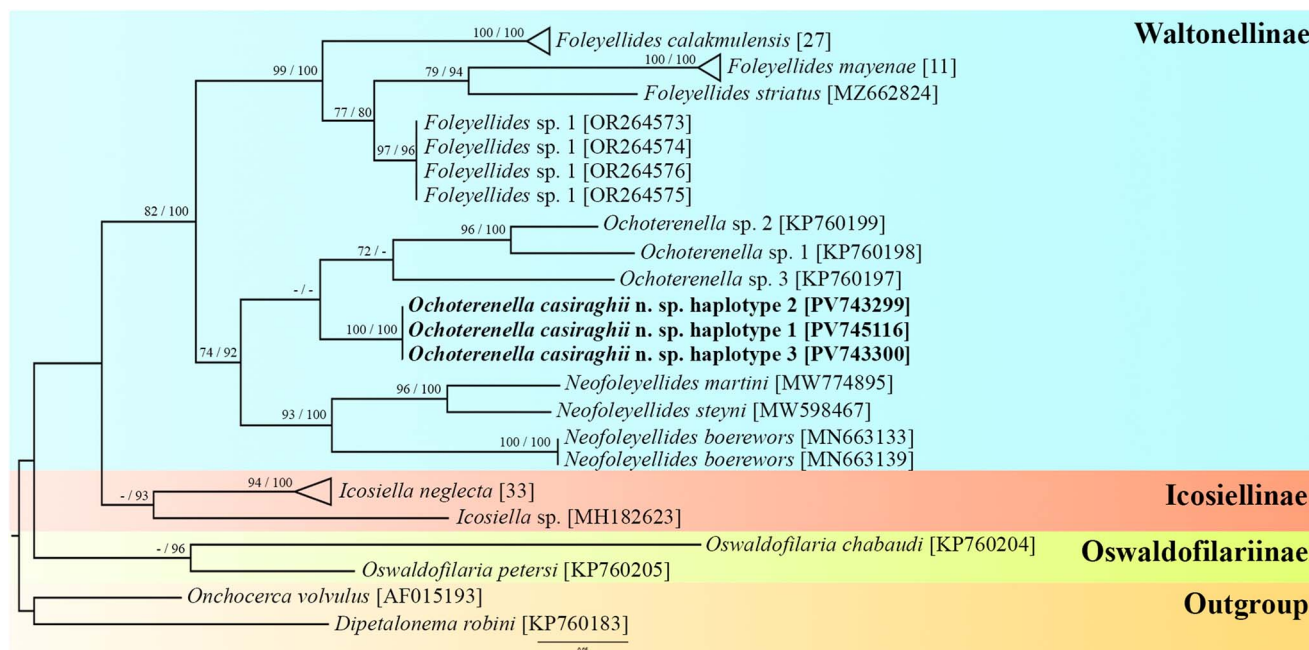 Waltonellinae
100 / 100
Foleyellides calakmulensis [27]
100 / 100
Foleyellides mayenae [11]
99 / 100
79 / 94
Foleyellides striatus [MZ662824]
77 / 80
Foleyellides sp. 1 [OR264573]
97 / 96
Foleyellides sp. 1 [OR264574]
Foleyellides sp. 1 [OR264576]
Foleyellides sp. 1 [OR264575]
82 / 100
Ochoterenella sp. 2 [KP760199]
96 / 100
Ochoterenella sp. 1 [KP760198]
72 / -
Ochoterenella sp. 3 [KP760197]
- / -
Ochoterenella casiraghii n. sp. haplotype 2 [PV743299]
100 / 100
Ochoterenella casiraghii n. sp. haplotype 1 [PV745116]
Ochoterenella casiraghii n. sp. haplotype 3 [PV743300]
74 / 92
Neofoleyellides martini [MW774895]
96 / 100
Neofoleyellides steyni [MW598467]
93 / 100
Neofoleyellides boerewors [MN663133]
100 / 100
Neofoleyellides boerewors [MN663139]
94 / 100
Icosiella neglecta [33]
- / 93
Icosiella sp. [MH182623]
Icosiellinae
Oswaldofilaria chabaudi [KP760204]
- / 96
Oswaldofilaria petersi [KP760205]
Oswaldofilariinae
Onchocerca volvulus [AF015193]
Dipetalonema robini [KP760183]
Outgroup